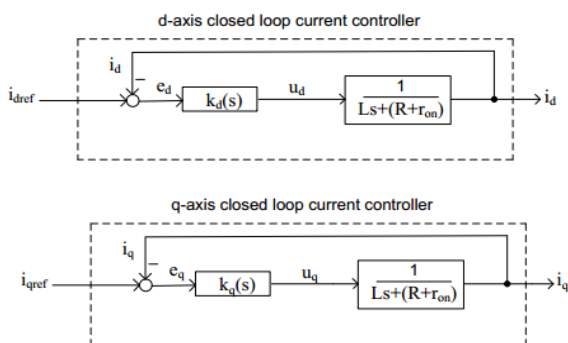 d-axis closed loop current controller
i_d
−
i_dref
e_d
k_d(s)
u_d
1
Ls+(R+r_on)
i_d
q-axis closed loop current controller
i_q
−
i_qref
e_q
k_q(s)
u_q
1
Ls+(R+r_on)
i_q